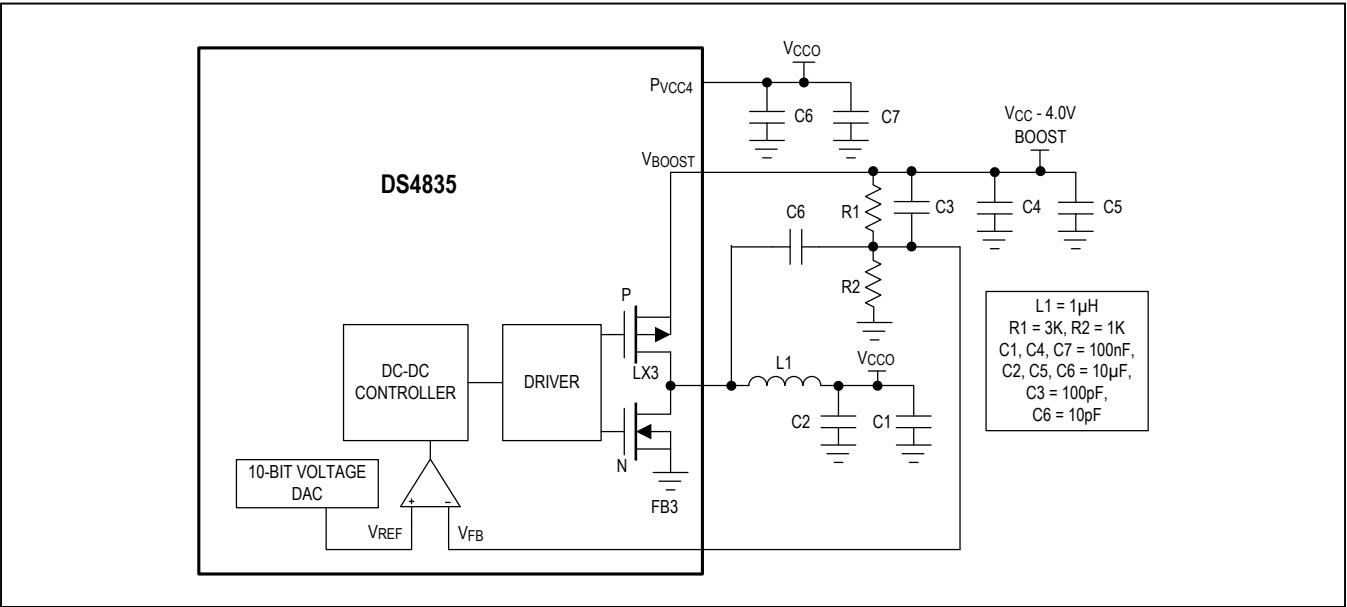 VCCO
PVCC4
C6
C7
VCC - 4.0V
BOOST
VBOOST
DS4835
R1
C3
C4
C5
C6
R2
P
LX3
L1
VCCO
DC-DC
CONTROLLER
DRIVER
C2
C1
N
FB3
10-BIT VOLTAGE
DAC
+
–
VREF
VFB
L1 = 1µH
R1 = 3K, R2 = 1K
C1, C4, C7 = 100nF,
C2, C5, C6 = 10µF,
C3 = 100pF,
C6 = 10pF